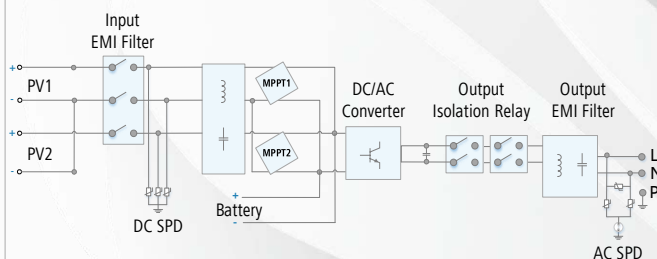 Input
EMI Filter
+
PV1
-
+
PV2
-
MPPT1
MPPT2
DC SPD
+
Battery
-
DC/AC
Converter
Output
Isolation Relay
Output
EMI Filter
L
N
P
AC SPD